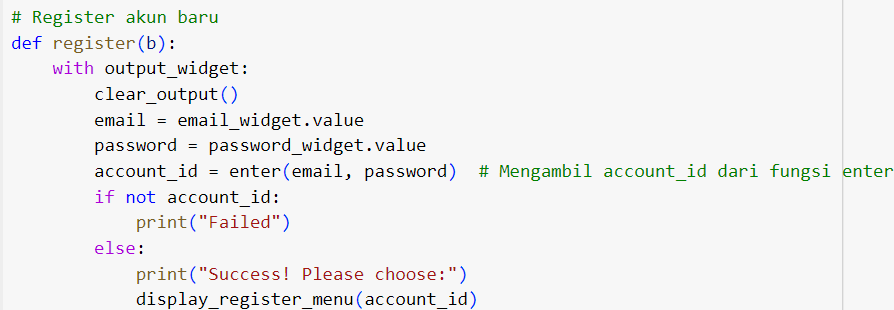 # Register akun baru
def register(b):
    with output_widget:
        clear_output()
        email = email_widget.value
        password = password_widget.value
        account_id = enter(email, password)  # Mengambil account_id dari fungsi enter
        if not account_id:
            print("Failed")
        else:
            print("Success! Please choose:")
            display_register_menu(account_id)